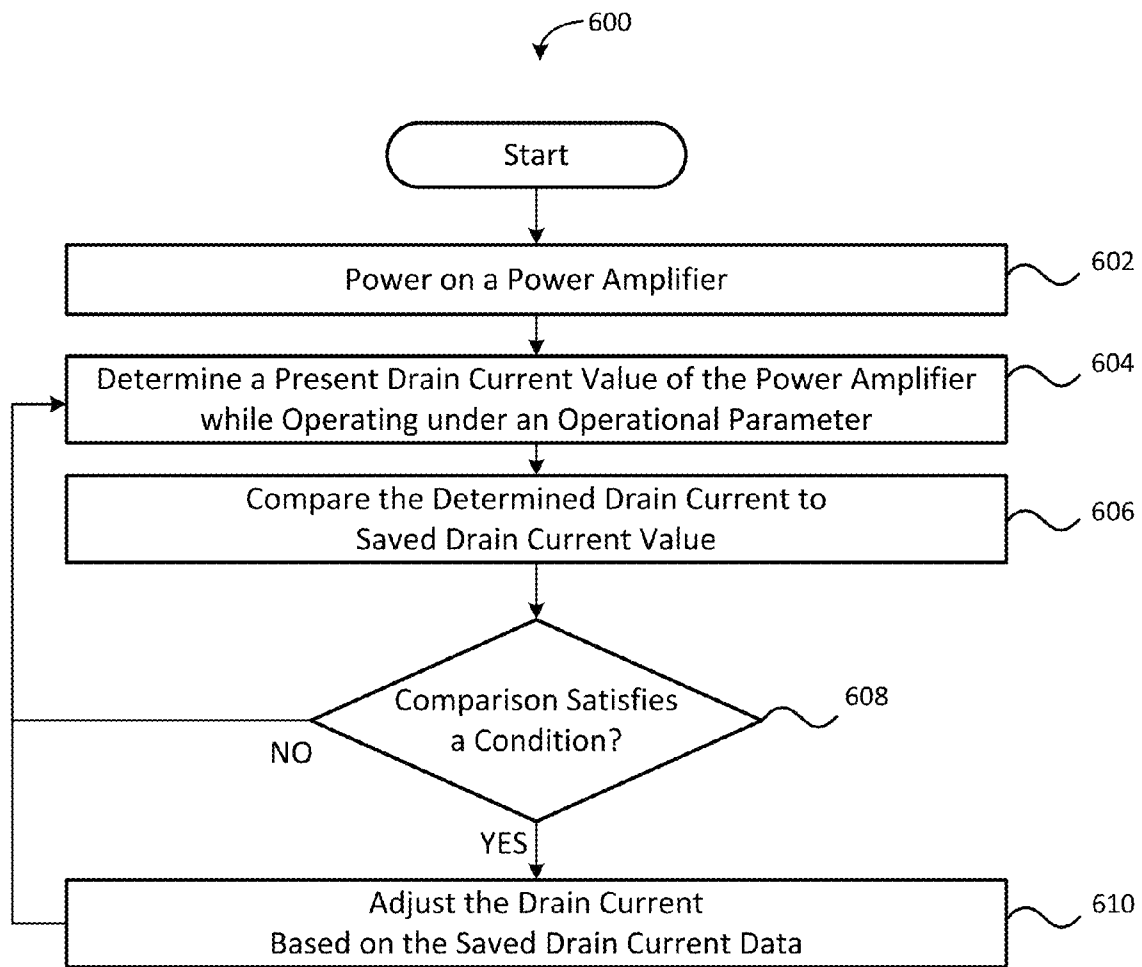 600
Start
Power on a Power Amplifier
602
Determine a Present Drain Current Value of the Power Amplifier
while Operating under an Operational Parameter
604
Compare the Determined Drain Current to
Saved Drain Current Value
606
Comparison Satisfies
a Condition?
608
NO
YES
Adjust the Drain Current
Based on the Saved Drain Current Data
610